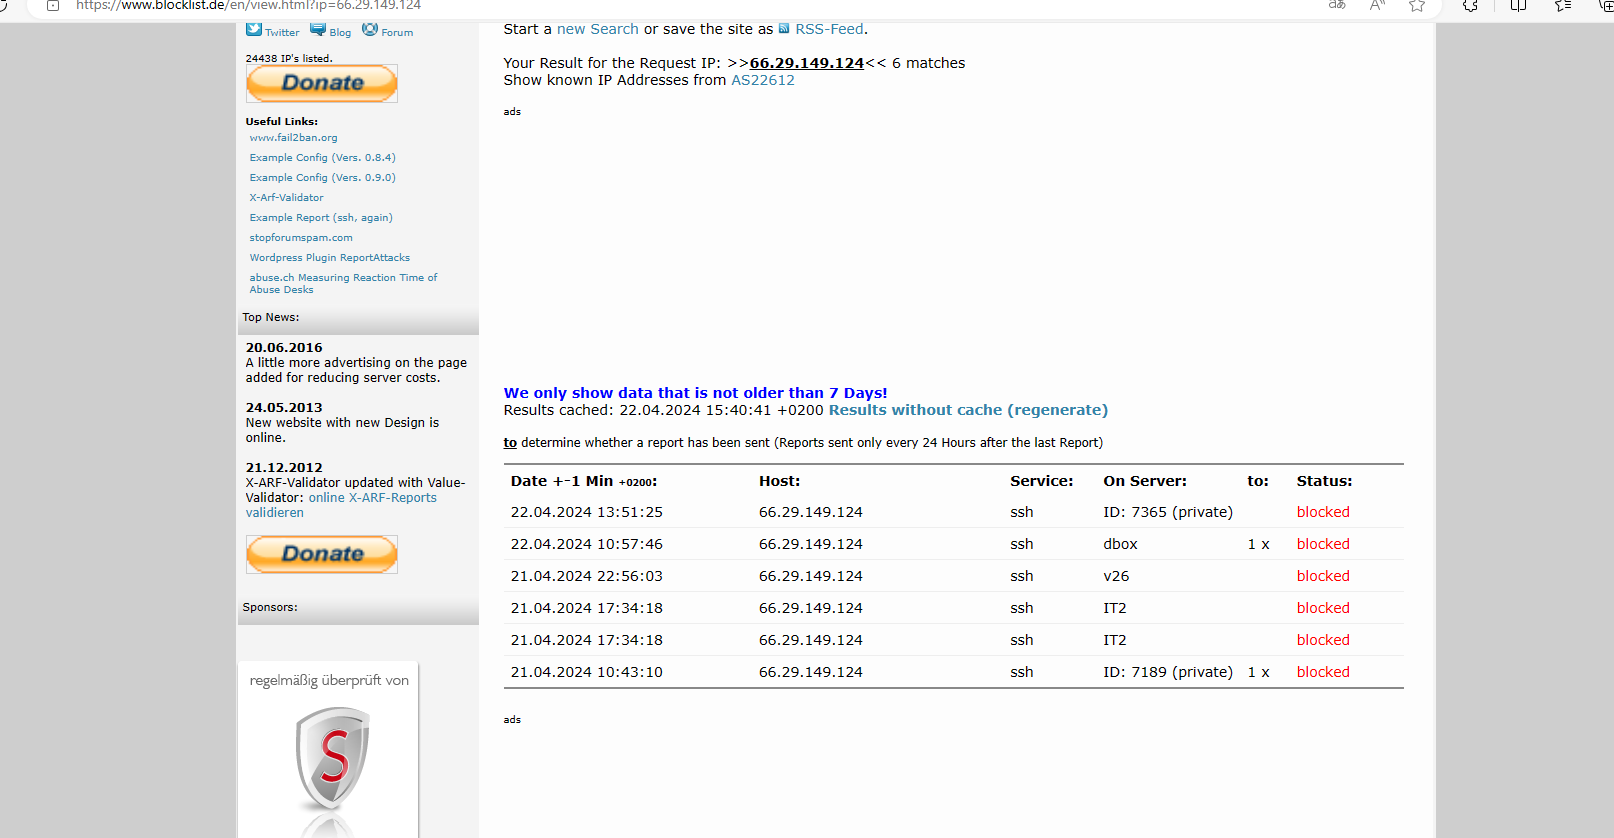 https://www.blocklist.de/en/view.html?ip=66.29.149.124
Twitter Blog Forum
24438 IP's listed.
Donate
Useful Links:
www.fail2ban.org
Example Config (Vers. 0.8.4)
Example Config (Vers. 0.9.0)
X-Arf-Validator
Example Report (ssh, again)
stopforumspam.com
Wordpress Plugin ReportAttacks
abuse.ch Measuring Reaction Time of
Abuse Desks
Top News:
20.06.2016
A little more advertising on the page
added for reducing server costs.
24.05.2013
New website with new Design is
online.
21.12.2012
X-ARF-Validator updated with Value-
Validator: online X-ARF-Reports
validieren
Donate
Sponsors:
regelmäßig überprüft von
S
Start a new Search or save the site as RSS-Feed.
Your Result for the Request IP: >>66.29.149.124<< 6 matches
Show known IP Addresses from AS22612
ads
We only show data that is not older than 7 Days!
Results cached: 22.04.2024 15:40:41 +0200 Results without cache (regenerate)
to determine whether a report has been sent (Reports sent only every 24 Hours after the last Report)
Date +-1 Min +0200: Host: Service: On Server: to: Status:
22.04.2024 13:51:25 66.29.149.124 ssh ID: 7365 (private) blocked
22.04.2024 10:57:46 66.29.149.124 ssh dbox 1 x blocked
21.04.2024 22:56:03 66.29.149.124 ssh v26 blocked
21.04.2024 17:34:18 66.29.149.124 ssh IT2 blocked
21.04.2024 17:34:18 66.29.149.124 ssh IT2 blocked
21.04.2024 10:43:10 66.29.149.124 ssh ID: 7189 (private) 1 x blocked
ads